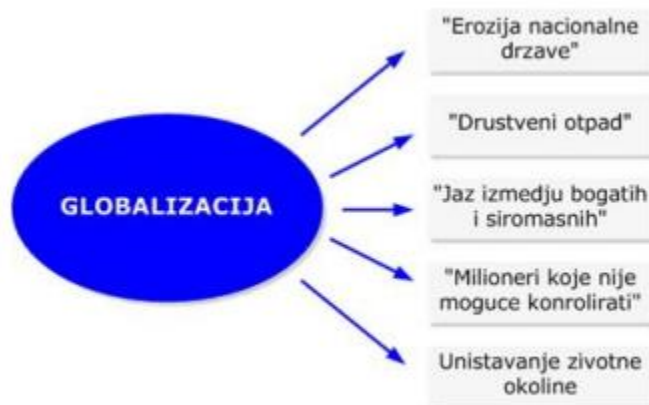 GLOBALIZACIJA
"Erozija nacionalne
drzave"
"Drustveni otpad"
"Jaz izmedju bogatih
i siromasnih"
"Milioneri koje nije
moguce konrolirati"
Unistavanje zivotne
okoline